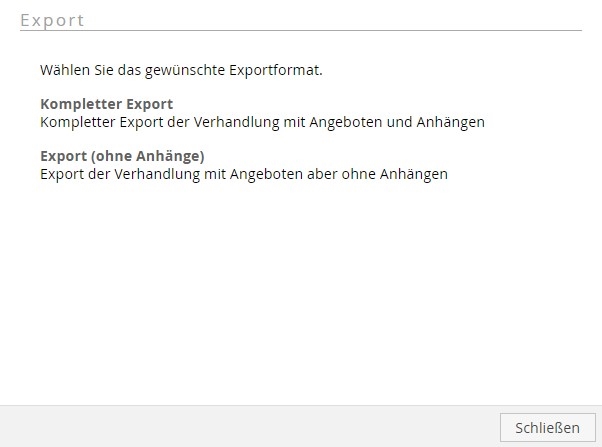 Export
Wählen Sie das gewünschte Exportformat.
Kompletter Export
Kompletter Export der Verhandlung mit Angeboten und Anhängen
Export (ohne Anhänge)
Export der Verhandlung mit Angeboten aber ohne Anhängen
Schließen